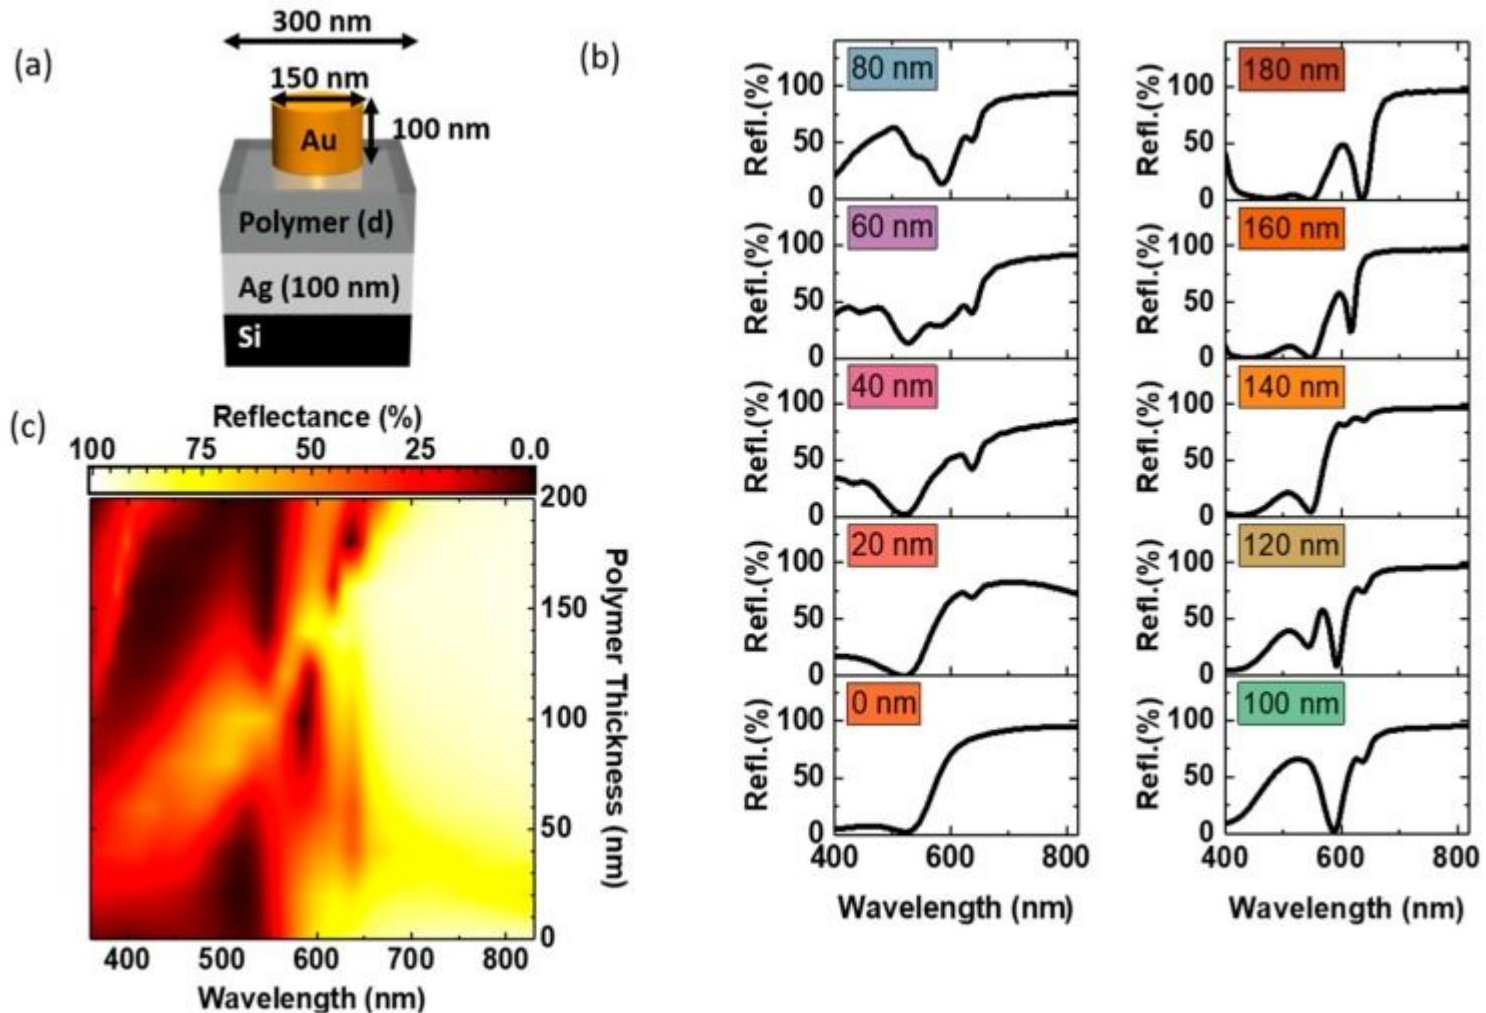 (a)
300 nm
150 nm
100 nm
Au
Polymer (d)
Ag (100 nm)
Si
(b)
80 nm
Refl.(%)
100
50
0
60 nm
Refl.(%)
100
50
0
40 nm
Refl.(%)
100
50
0
20 nm
Refl.(%)
100
50
0
0 nm
Refl.(%)
100
50
0
400 600 800
Wavelength (nm)
180 nm
Refl.(%)
100
50
0
160 nm
Refl.(%)
100
50
0
140 nm
Refl.(%)
100
50
0
120 nm
Refl.(%)
100
50
0
100 nm
Refl.(%)
100
50
0
400 600 800
Wavelength (nm)
(c)
Reflectance (%)
100 75 50 25 0.0
200
150
100
50
0
Polymer Thickness (nm)
400 500 600 700 800
Wavelength (nm)